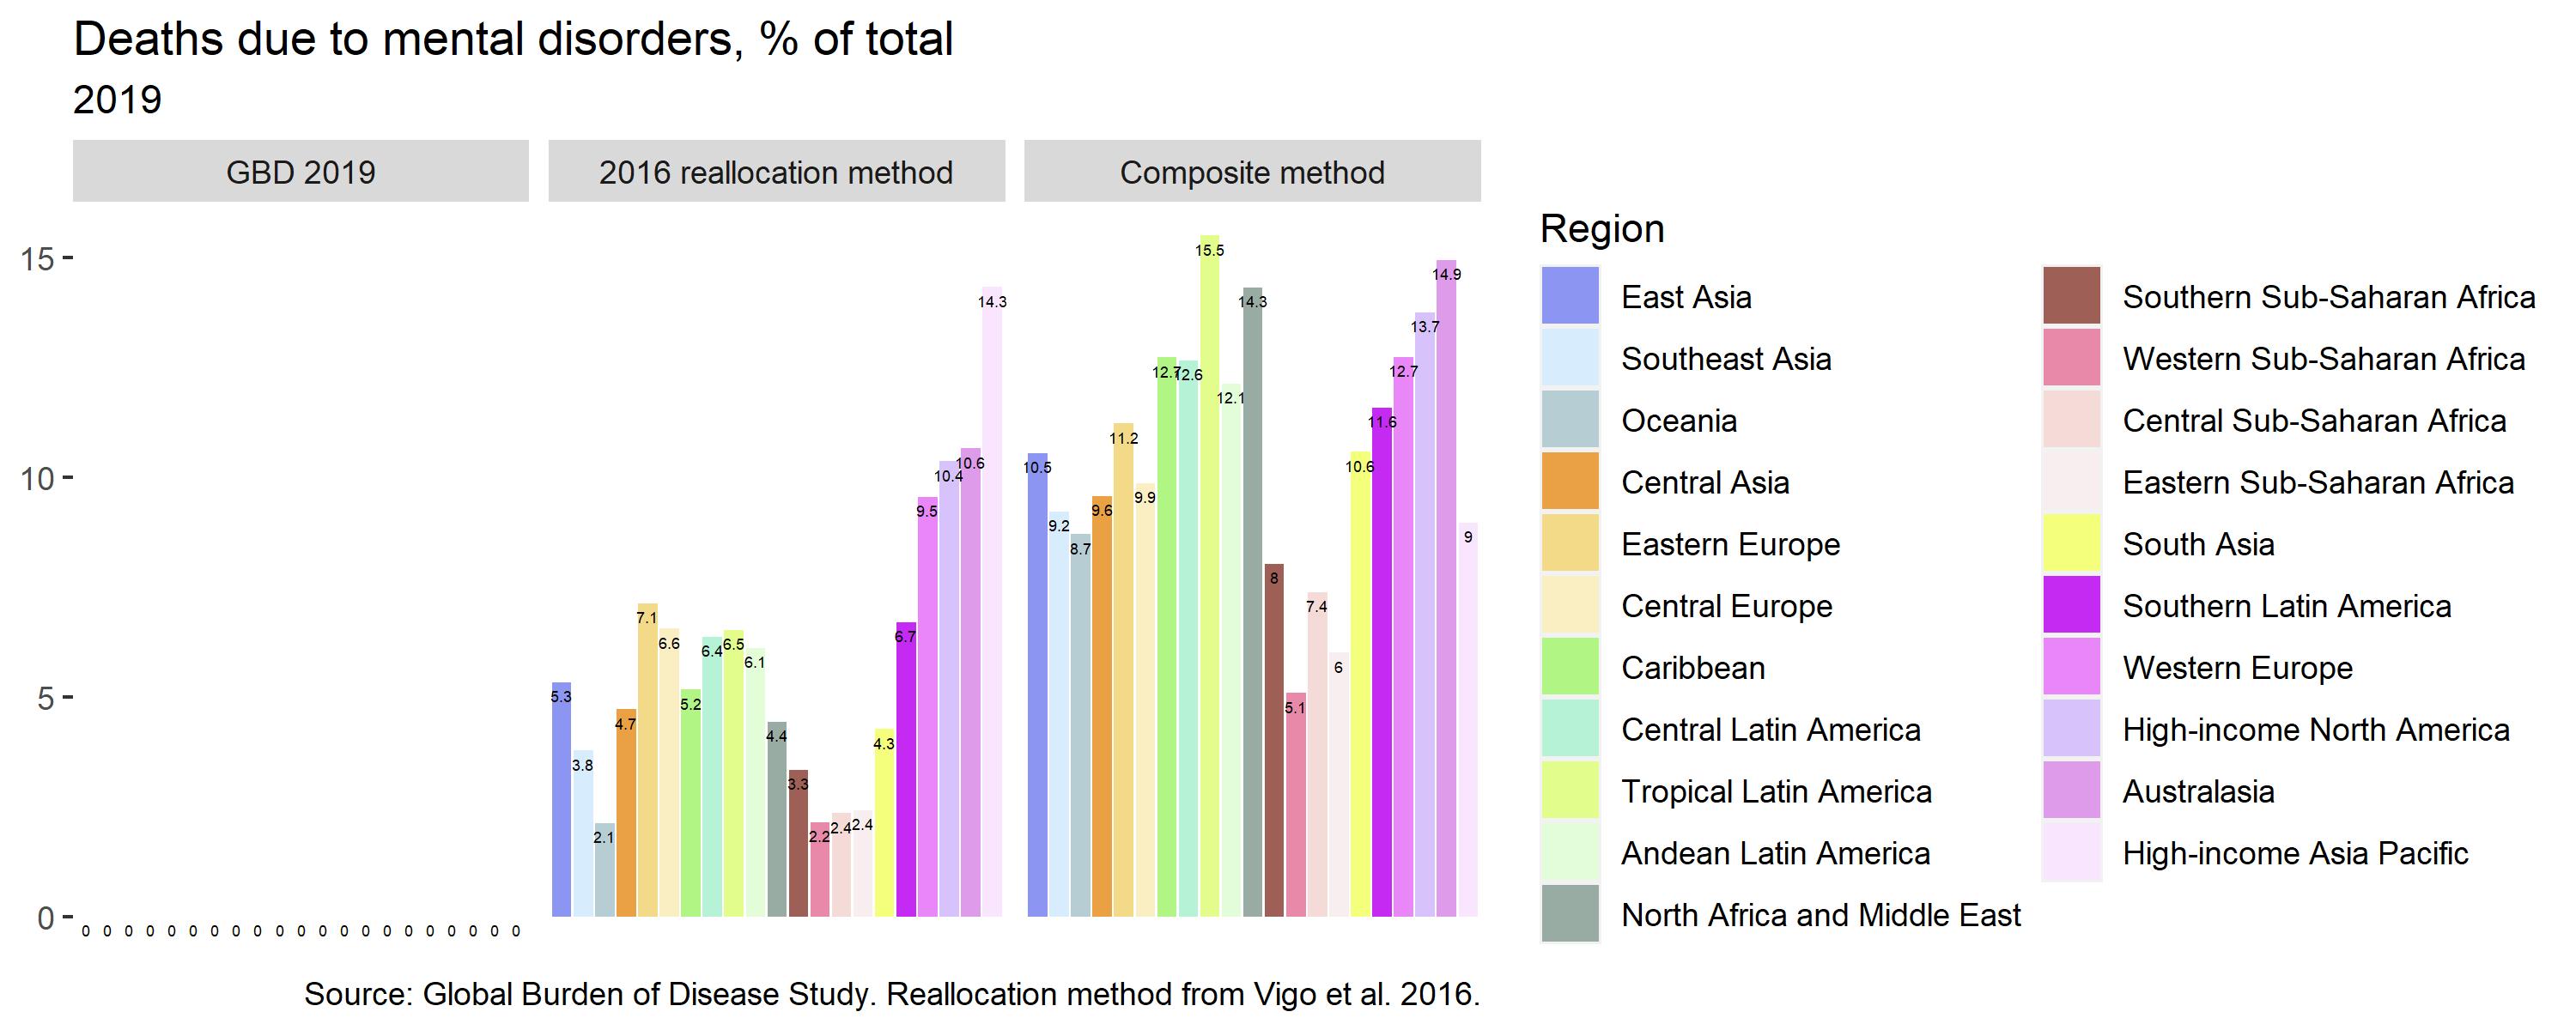 Deaths due to mental disorders, % of total
2019
GBD 2019
2016 reallocation method
Composite method
15
10
5
0
0 0 0 0 0 0 0 0 0 0 0 0 0 0 0 0 0 0 0 0 0
5.3
3.8
2.1
4.7
7.1
6.6
5.2
6.4
6.5
6.1
4.4
3.3
2.2
2.4
2.4
4.3
6.7
9.5
10.4
10.6
14.3
10.5
9.2
8.7
9.6
11.2
9.9
12.7
12.6
15.5
12.1
14.3
8
5.1
7.4
6
10.6
11.6
12.7
13.7
14.9
9
Region
East Asia
Southeast Asia
Oceania
Central Asia
Eastern Europe
Central Europe
Caribbean
Central Latin America
Tropical Latin America
Andean Latin America
North Africa and Middle East
Southern Sub-Saharan Africa
Western Sub-Saharan Africa
Central Sub-Saharan Africa
Eastern Sub-Saharan Africa
South Asia
Southern Latin America
Western Europe
High-income North America
Australasia
High-income Asia Pacific
Source: Global Burden of Disease Study. Reallocation method from Vigo et al. 2016.